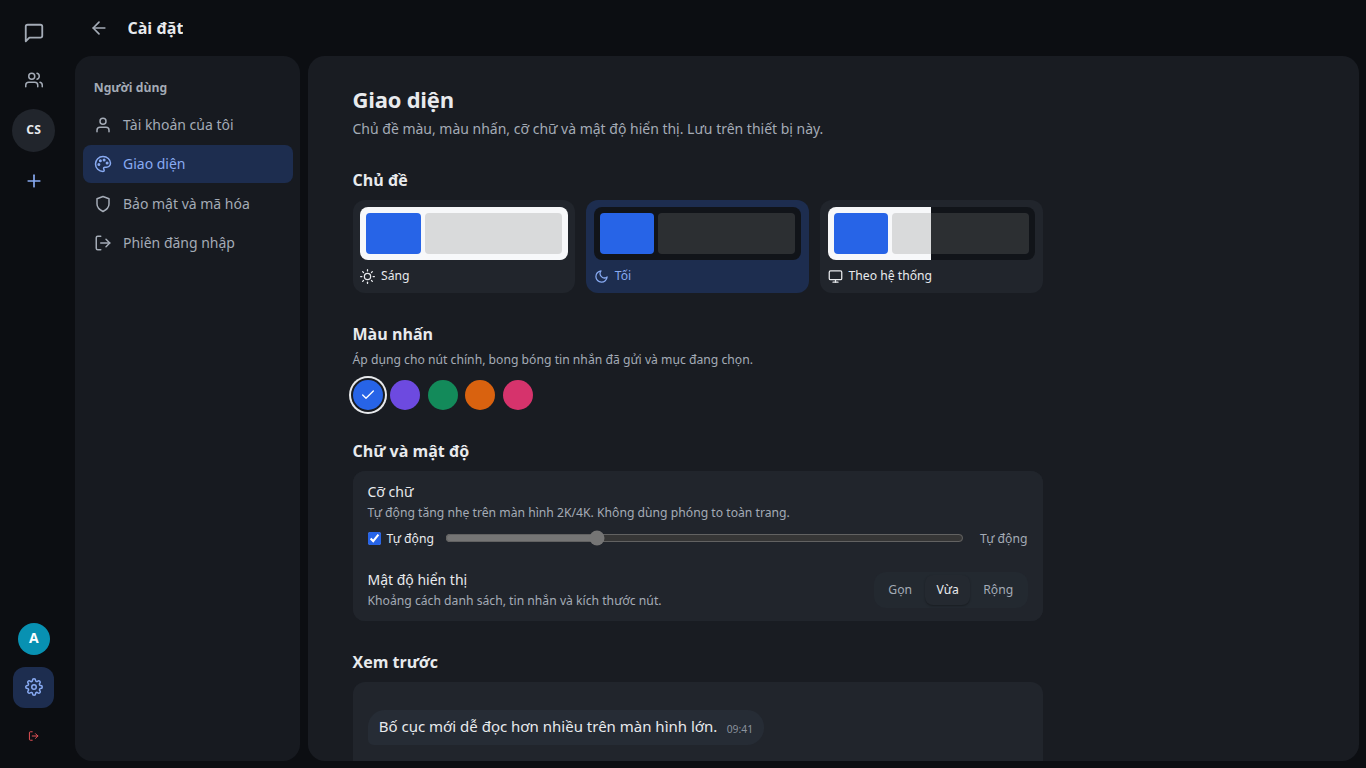 Cài đặt
CS
Người dùng
Tài khoản của tôi
Giao diện
Bảo mật và mã hóa
Phiên đăng nhập
A
Giao diện
Chủ đề màu, màu nhấn, cỡ chữ và mật độ hiển thị. Lưu trên thiết bị này.
Chủ đề
Sáng
Tối
Theo hệ thống
Màu nhấn
Áp dụng cho nút chính, bong bóng tin nhắn đã gửi và mục đang chọn.
Chữ và mật độ
Cỡ chữ
Tự động tăng nhẹ trên màn hình 2K/4K. Không dùng phóng to toàn trang.
Tự động
Tự động
Mật độ hiển thị
Khoảng cách danh sách, tin nhắn và kích thước nút.
Gọn
Vừa
Rộng
Xem trước
Bố cục mới dễ đọc hơn nhiều trên màn hình lớn. 09:41